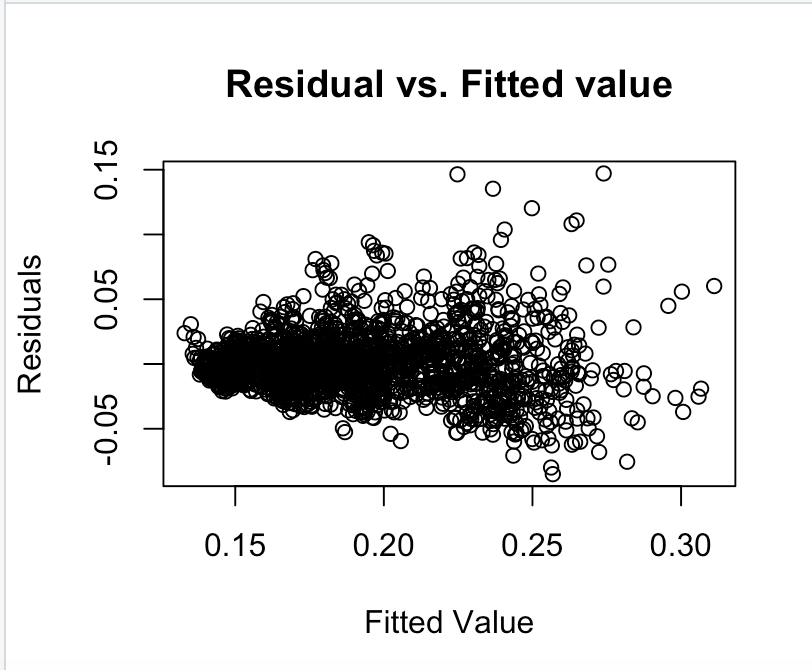 Residual vs. Fitted value
0.15
0.05
-0.05
Residuals
0.15 0.20 0.25 0.30
Fitted Value